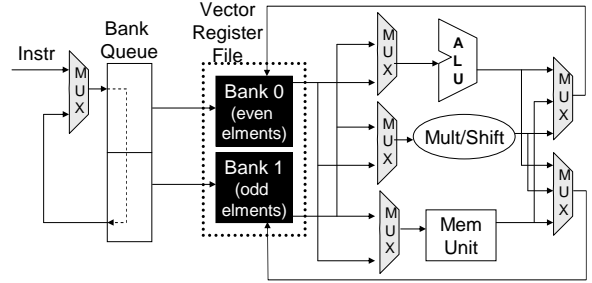 Instr
MUX
Bank
Queue
Vector
Register
File
Bank 0
(even
elments)
Bank 1
(odd
elments)
MUX
ALU
MUX
Mult/Shift
MUX
Mem
Unit
MUX
MUX